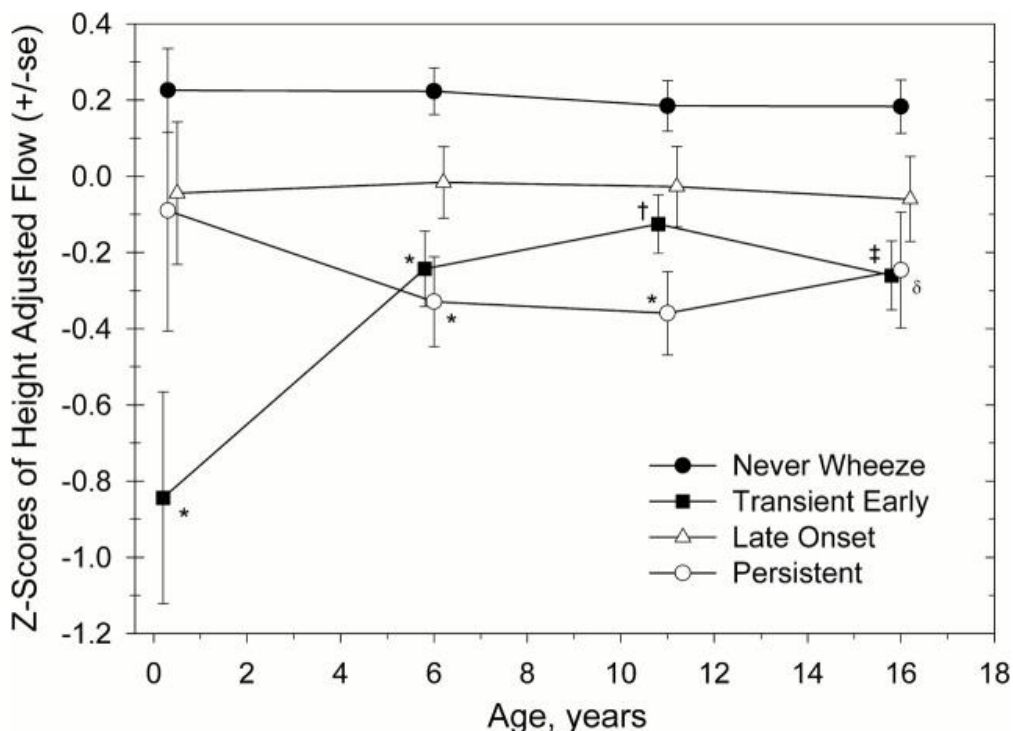 Z-Scores of Height Adjusted Flow (+/-se)
0.4
0.2
0.0
-0.2
-0.4
-0.6
-0.8
-1.0
-1.2
*
*
*
†
*
‡
δ
Never Wheeze
Transient Early
Late Onset
Persistent
0 2 4 6 8 10 12 14 16 18
Age, years